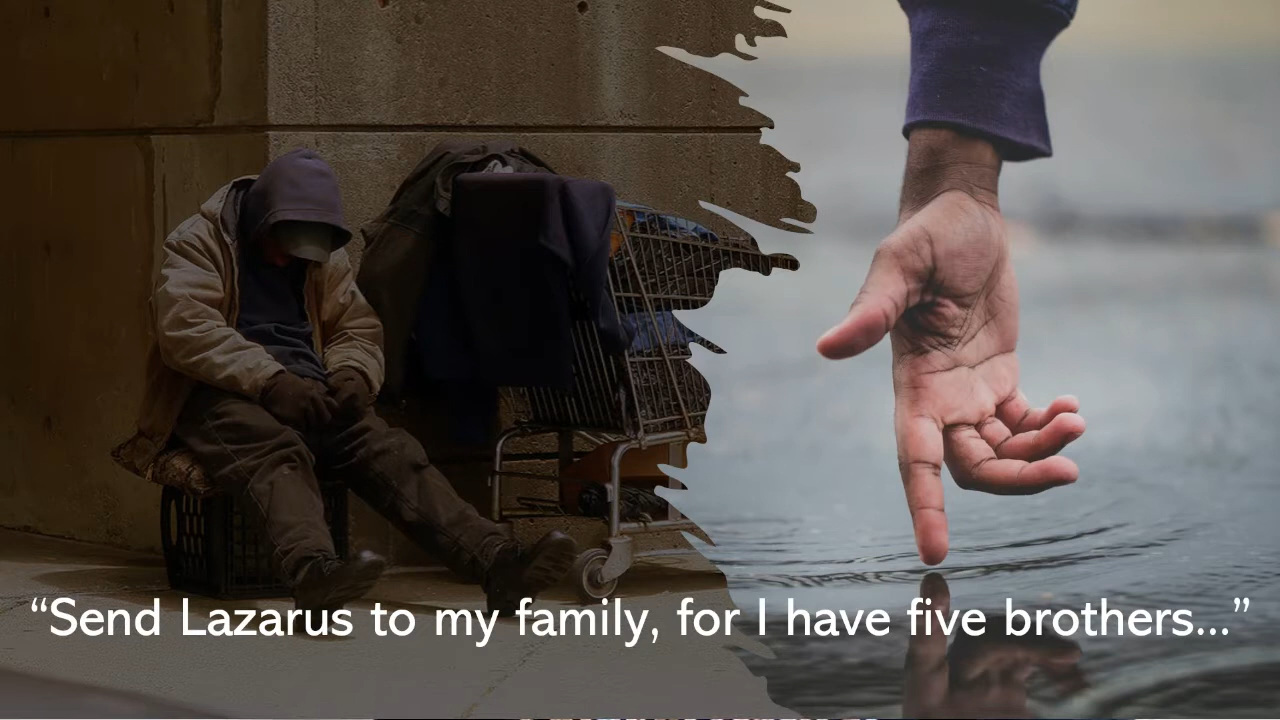 “Send Lazarus to my family, for I have five brothers...”